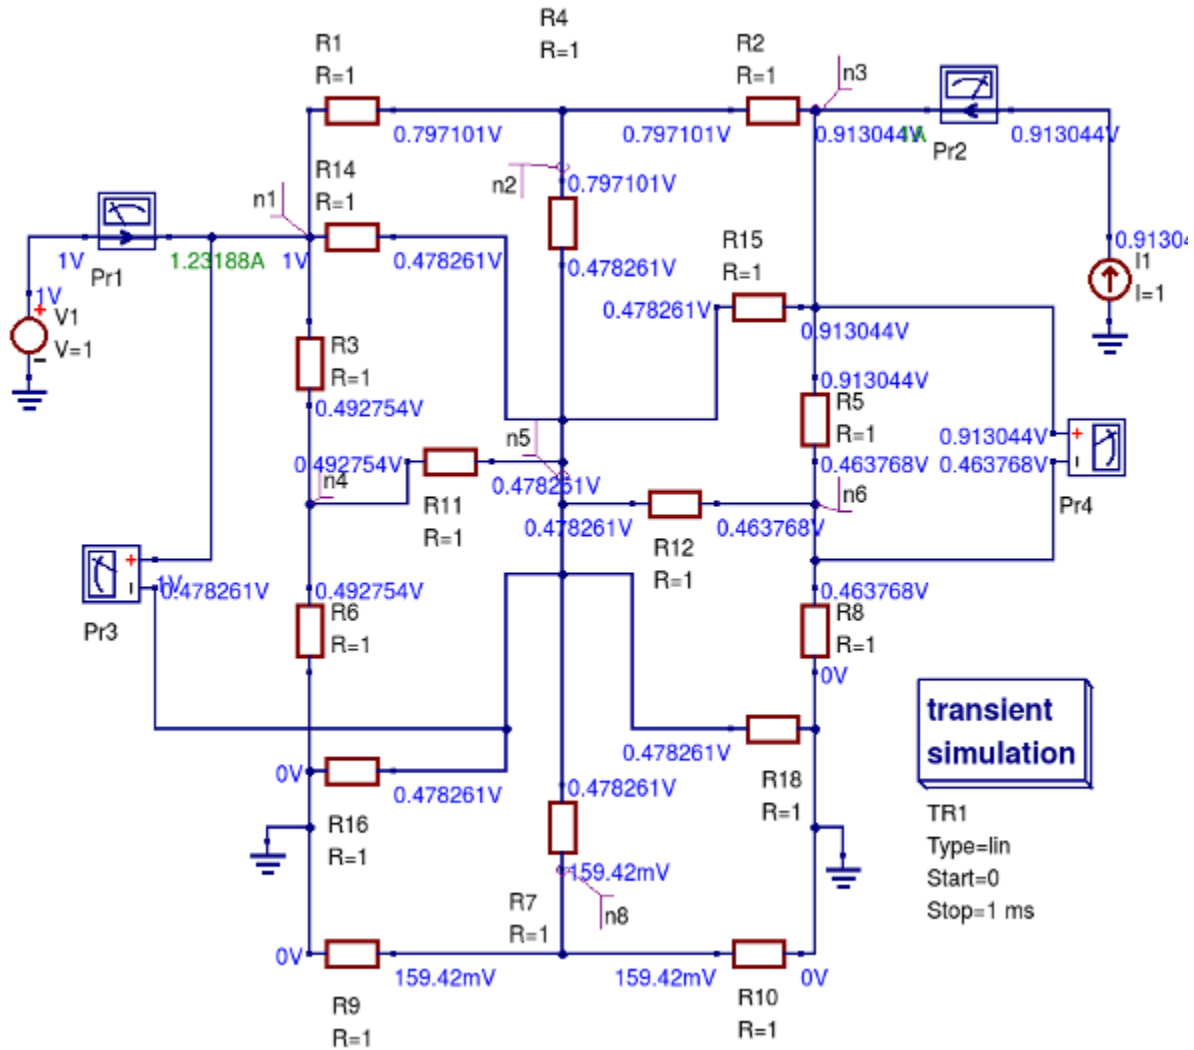 R4
R=1
R1
R=1
R2
R=1
n3
0.797101V
0.797101V
0.913044V
0.913044V
Pr2
R14
R=1
n2
0.797101V
n1
1V
1.23188A
1V
0.478261V
0.478261V
R15
R=1
I1
I=1
Pr1
1V
+
V1
V=1
-
0.478261V
0.913044V
R3
R=1
0.492754V
0.913044V
R5
R=1
n5
0.913044V
+
0.492754V
0.463768V
0.463768V
n4
0.478261V
n6
Pr4
R11
R=1
0.478261V
0.463768V
R12
R=1
+
1V
0.478261V
0.492754V
0.463768V
Pr3
R6
R=1
R8
R=1
0V
transient
simulation
0.478261V
0V
0.478261V
0.478261V
R18
R=1
TR1
Type=lin
Start=0
Stop=1 ms
R16
R=1
159.42mV
R7
R=1
n8
0V
159.42mV
159.42mV
0V
R9
R=1
R10
R=1